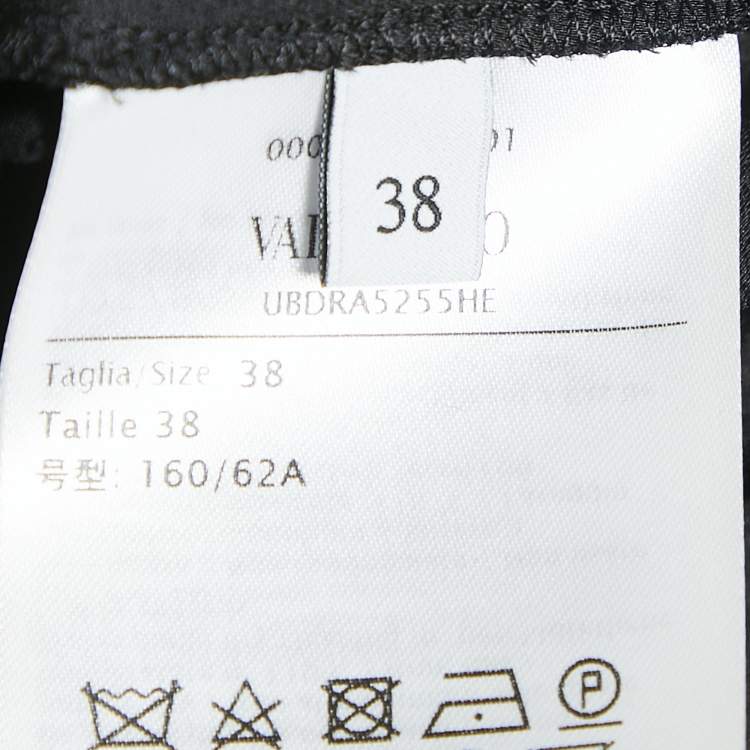 38
UBDRA5255HE
Taglia/Size 38
Taille 38
号型: 160/62A
P